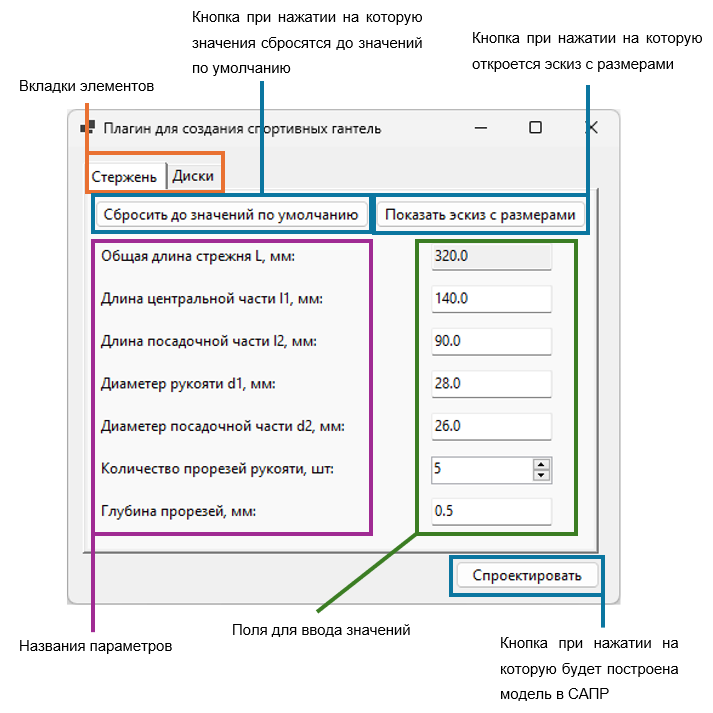 Кнопка при нажатии на которую
значения сбросятся до значений
по умолчанию
Кнопка при нажатии на которую
откроется эскиз с размерами
Вкладки элементов
Плагин для создания спортивных гантель
Стержень
Диски
Сбросить до значений по умолчанию
Показать эскиз с размерами
Общая длина стрежня L, мм:
320.0
Длина центральной части l1, мм:
140.0
Длина посадочной части l2, мм:
90.0
Диаметр рукояти d1, мм:
28.0
Диаметр посадочной части d2, мм:
26.0
Количество прорезей рукояти, шт:
5
Глубина прорезей, мм:
0.5
Спроектировать
Названия параметров
Поля для ввода значений
Кнопка при нажатии на
которую будет построена
модель в САПР